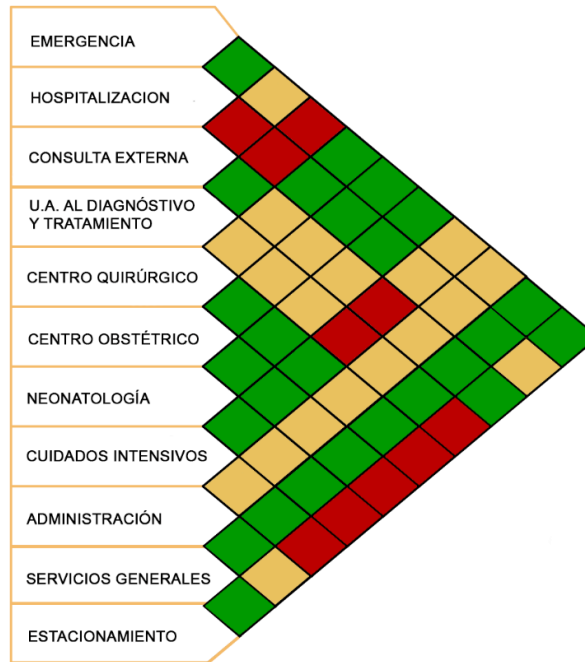 EMERGENCIA
HOSPITALIZACION
CONSULTA EXTERNA
U.A. AL DIAGNÓSTIVO
Y TRATAMIENTO
CENTRO QUIRÚRGICO
CENTRO OBSTÉTRICO
NEONATOLOGÍA
CUIDADOS INTENSIVOS
ADMINISTRACIÓN
SERVICIOS GENERALES
ESTACIONAMIENTO